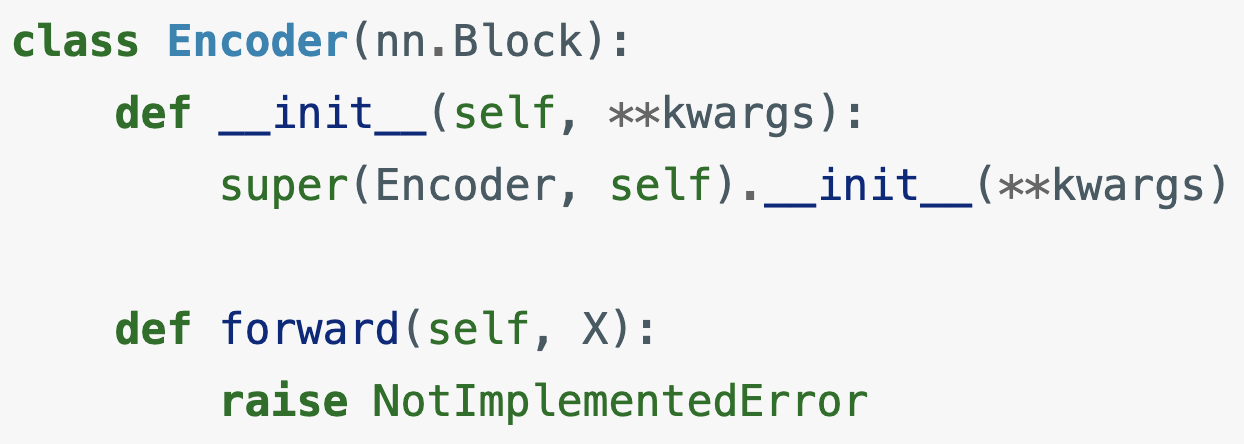 class Encoder(nn.Block):
    def __init__(self, **kwargs):
        super(Encoder, self).__init__(**kwargs)

    def forward(self, X):
        raise NotImplementedError